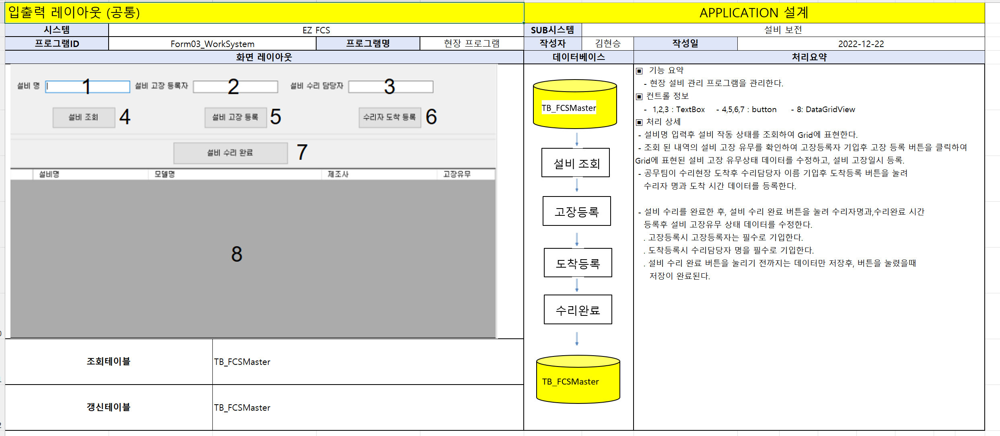 입출력 레이아웃 (공통)
APPLICATION 설계
시스템
EZ FCS
SUB시스템
설비 보전
프로그램ID
Form03_WorkSystem
프로그램명
현장 프로그램
작성자
김현승
작성일
2022-12-22
화면 레이아웃
데이터베이스
처리요약
설비 명
1
설비 고장 등록자
2
설비 수리 담당자
3
설비 조회
4
설비 고장 등록
5
수리자 도착 등록
6
설비 수리 완료
7
설비명
모델명
제조사
고장유무
8
조회테이블
TB_FCSMaster
갱신테이블
TB_FCSMaster
TB_FCSMaster
설비 조회
고장등록
도착등록
수리완료
TB_FCSMaster
▣ 기능 요약
- 현장 설비 관리 프로그램을 관리한다.
▣ 컨트롤 정보
- 1,2,3 : TextBox - 4,5,6,7 : button - 8: DataGridView
▣ 처리 상세
- 설비명 입력후 설비 작동 상태를 조회하여 Grid에 표현한다.
- 조회 된 내역의 설비 고장 유무를 확인하여 고장등록자 기입후 고장 등록 버튼을 클릭하여
Grid에 표현된 설비 고장 유무상태 데이터를 수정하고, 설비 고장일시 등록.
- 공무팀이 수리현장 도착후 수리담당자 이름 기입후 도착등록 버튼을 눌려
수리자 명과 도착 시간 데이터를 등록한다.
- 설비 수리를 완료한 후, 설비 수리 완료 버튼을 눌려 수리자명과,수리완료 시간
등록후 설비 고장유무 상태 데이터를 수정한다.
. 고장등록시 고장등록자는 필수로 기입한다.
. 도착등록시 수리담당자 명을 필수로 기입한다.
. 설비 수리 완료 버튼을 눌리기 전까지는 데이터만 저장후, 버튼을 눌렸을때
저장이 완료된다.